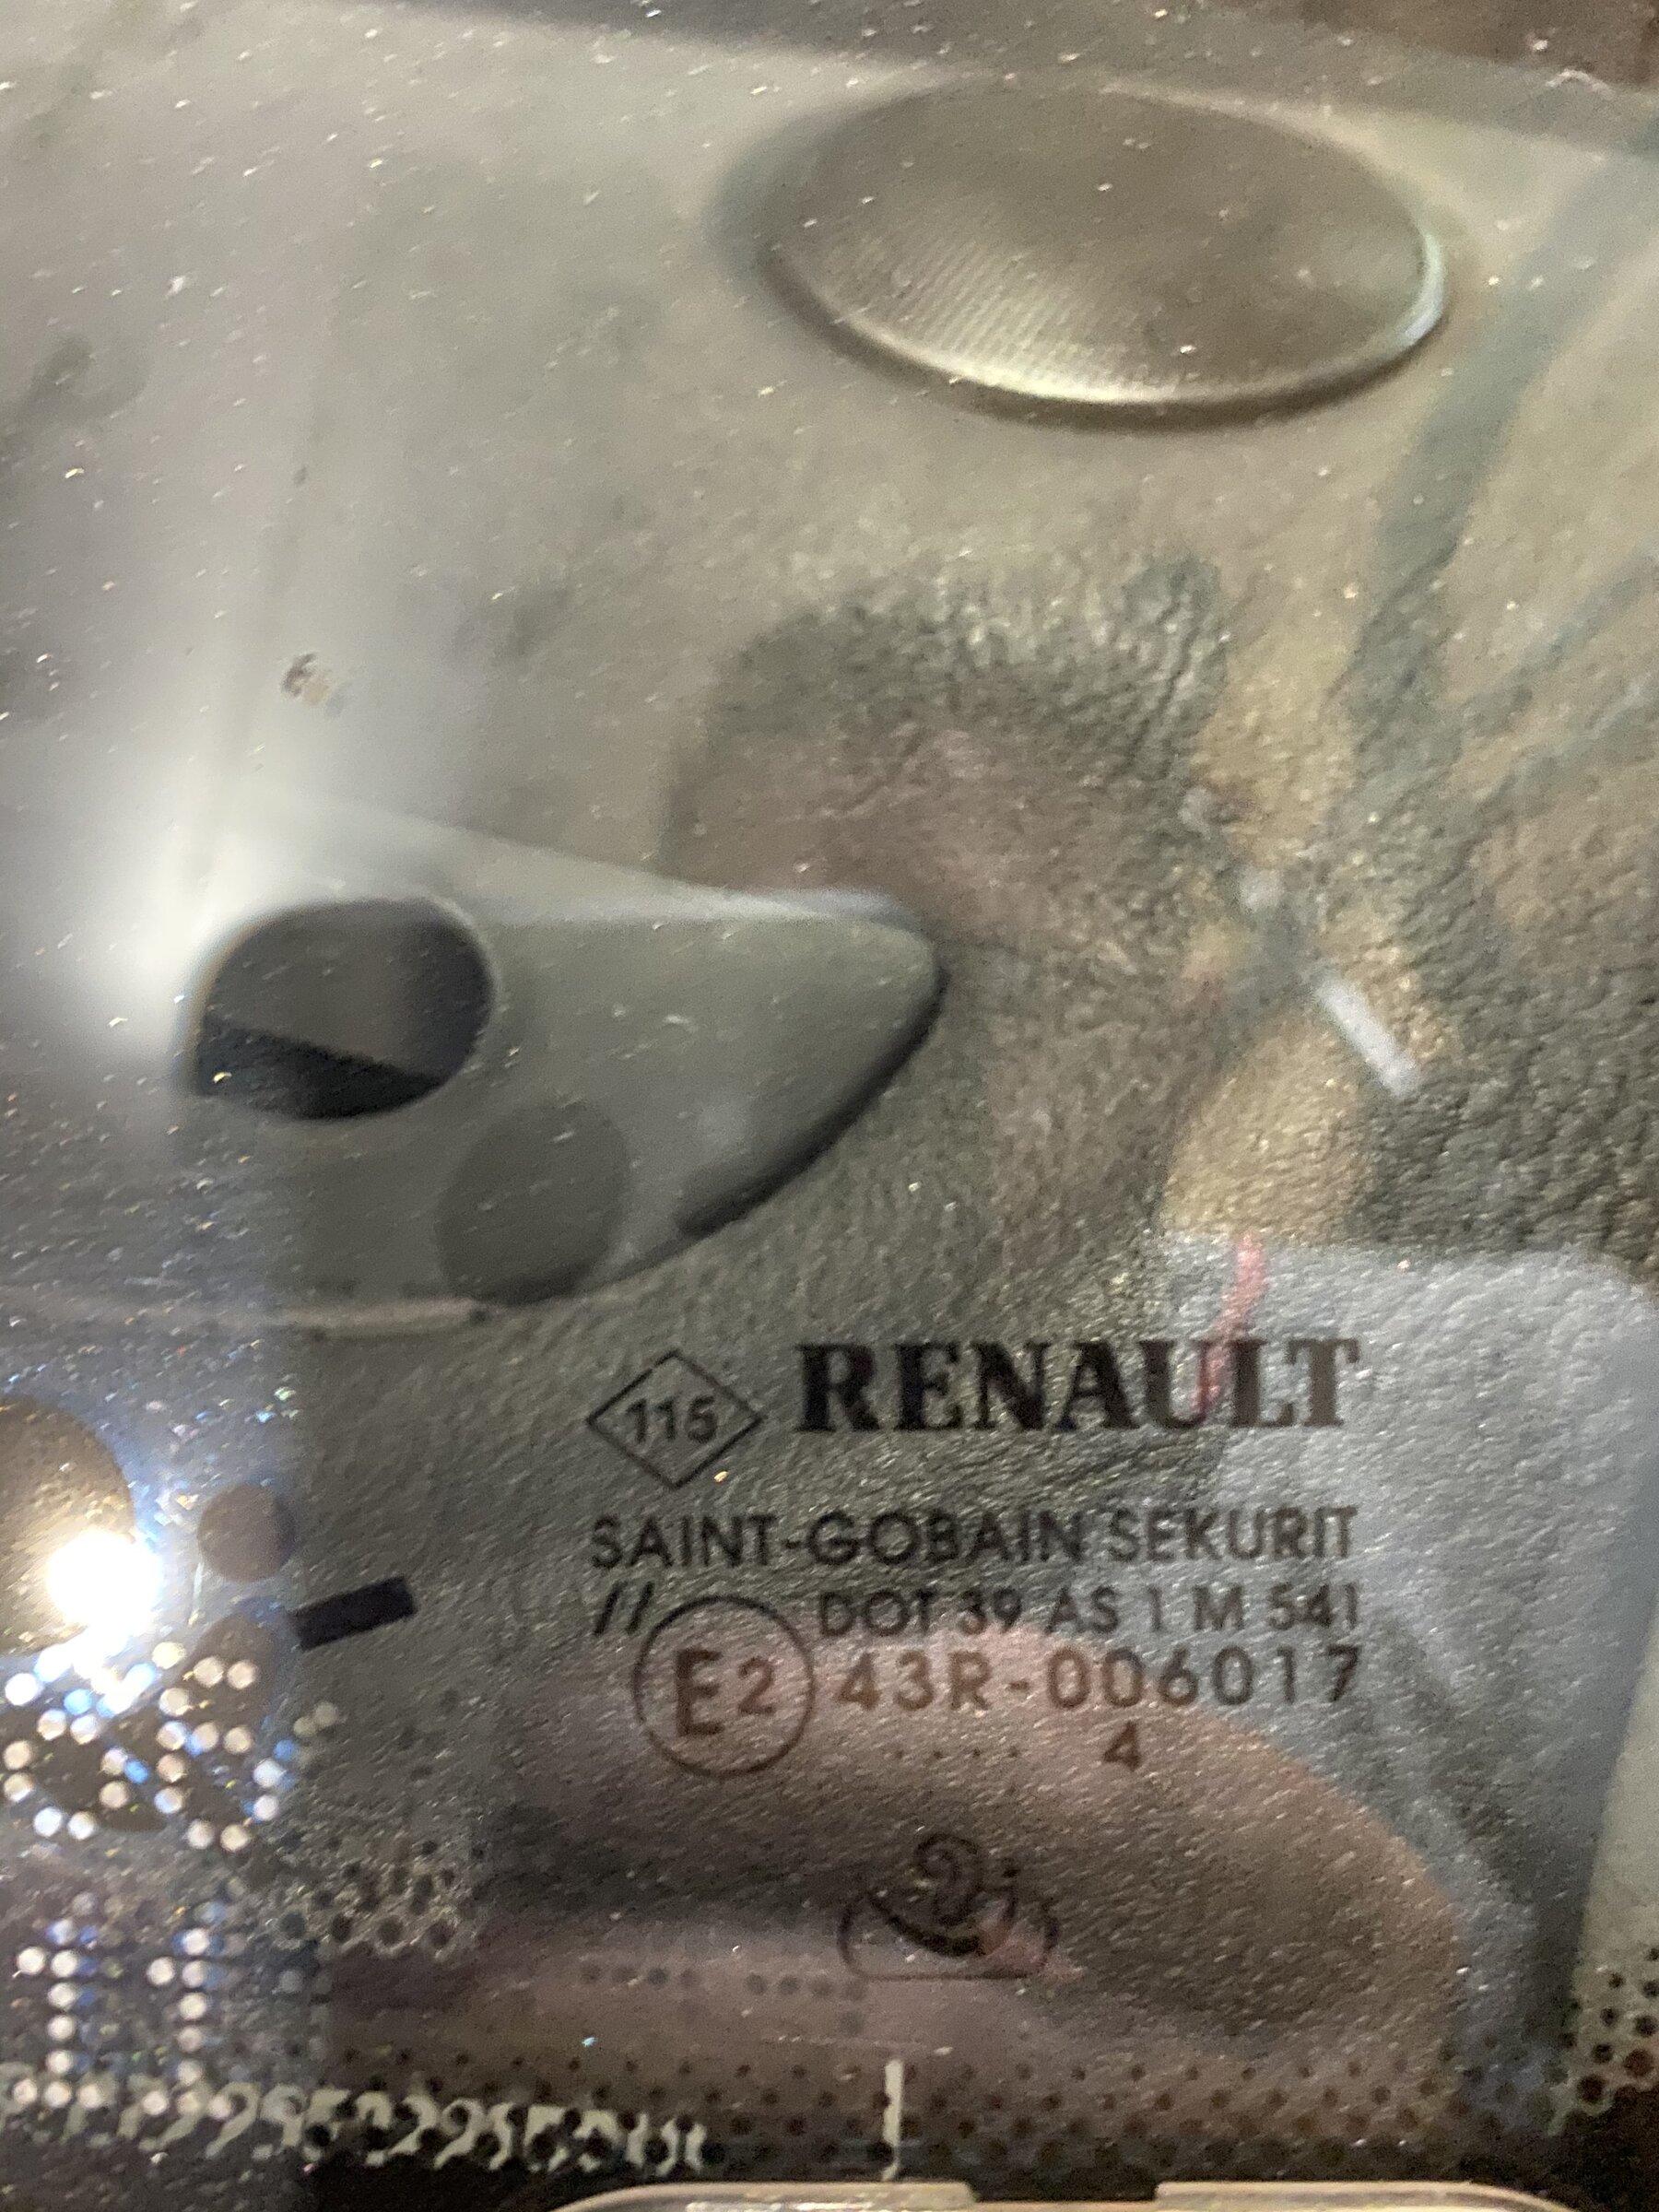 115 RENAULT
SAINT-GOBAIN SEKURIT
// DOT 39 AS 1 M 541
E2 43R-006017
. . . . 4